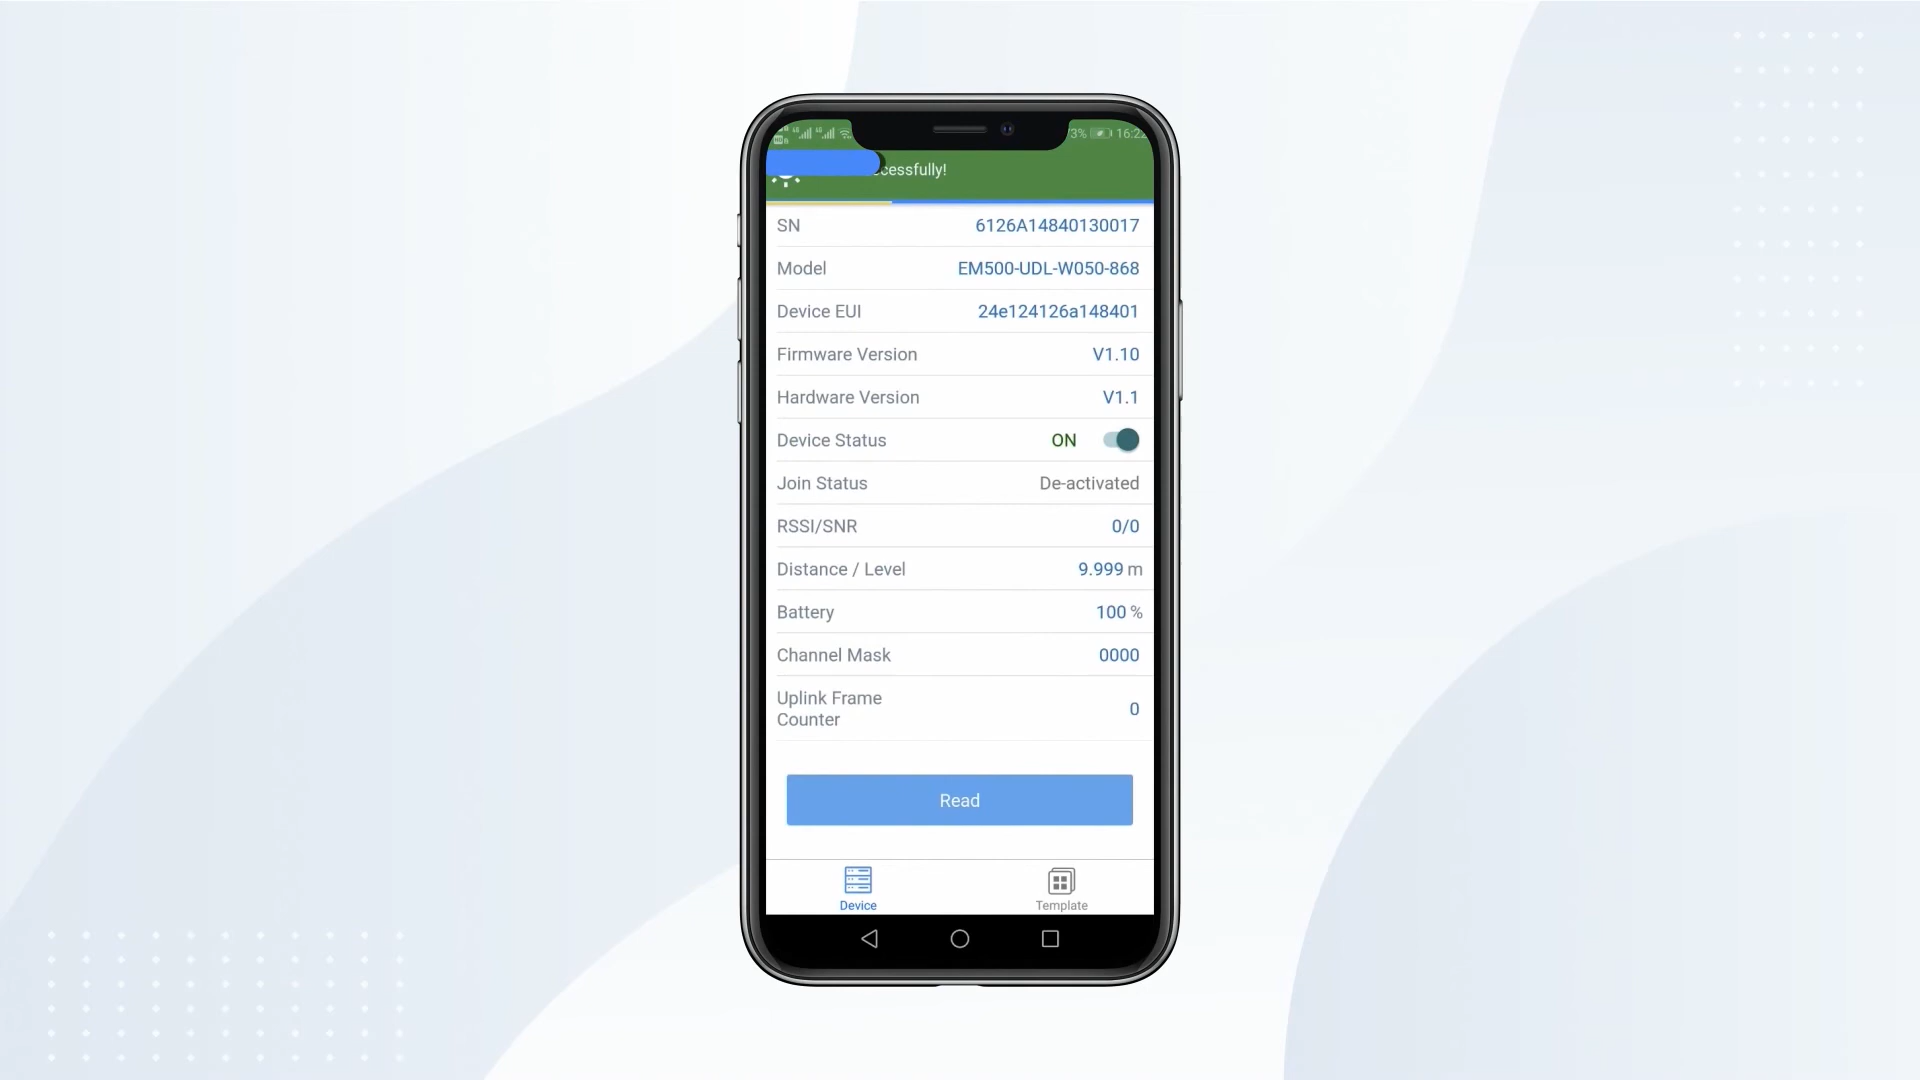 16:22
cessfully!
SN 6126A14840130017
Model EM500-UDL-W050-868
Device EUI 24e124126a148401
Firmware Version V1.10
Hardware Version V1.1
Device Status ON
Join Status De-activated
RSSI/SNR 0/0
Distance / Level 9.999 m
Battery 100 %
Channel Mask 0000
Uplink Frame
Counter 0
Read
Device Template